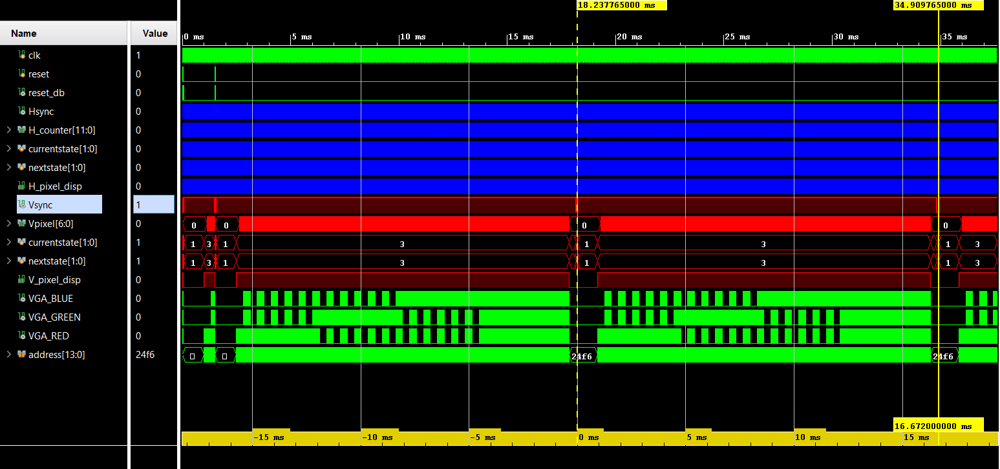 18.237765000 ms 34.909765000 ms
Name Value
0 ms 5 ms 10 ms 15 ms 20 ms 25 ms 30 ms 35 ms
clk 1
reset 0
reset_db 0
Hsync 0
H_counter[11:0] 0
currentstate[1:0] 0
nextstate[1:0] 0
H_pixel_disp 0
Vsync 1
Vpixel[6:0] 0 0 0 0 0
currentstate[1:0] 1 1 3 1 3 1 3 1 3
nextstate[1:0] 1 1 3 1 3 1 3 1 3
V_pixel_disp 0
VGA_BLUE 0
VGA_GREEN 0
VGA_RED 0
address[13:0] 24f6 24f6 24f6
16.672000000 ms
-15 ms -10 ms -5 ms 0 ms 5 ms 10 ms 15 ms